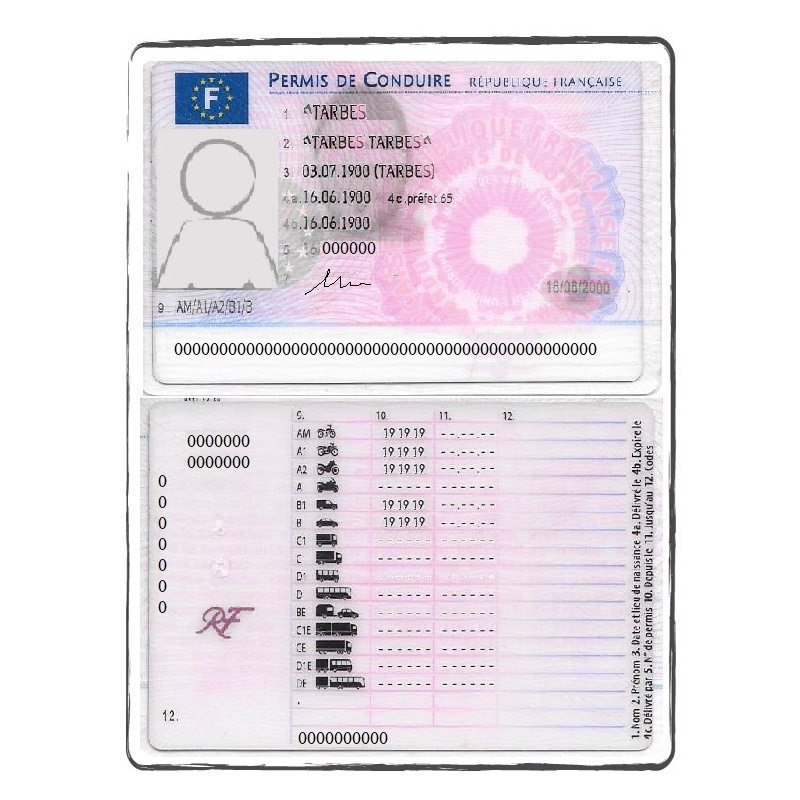 F
PERMIS DE CONDUIRE RÉPUBLIQUE FRANÇAISE
1. ^TARBES
2. ^TARBES TARBES^
3. 03.07.1900 (TARBES)
4a. 16.06.1900 4c.préfet 65
4b. 16.06.1900
5 16 000000
7
16/06/2000
9. AM/A1/A2/B1/B
9. 10. 11. 12.
0000000
0000000
0
0
0
0
0
0
0
AM 19 19 19 --.--.--
A1 19 19 19 --.--.--
A2 19 19 19 --.--.--
A
B1 19 19 19 --.--.--
B 19 19 19 --.--.--
C1
C
D1
D
BE
C1E
CE
D1E
DE
RF
12.
0000000000
1. Nom 2. Prénom 3. Date et lieu de naissance 4a. Délivré le 4b. Expire le
4c. Délivré par 5. N° de permis 10. Depuis le 11. Jusqu'au 12. Codes